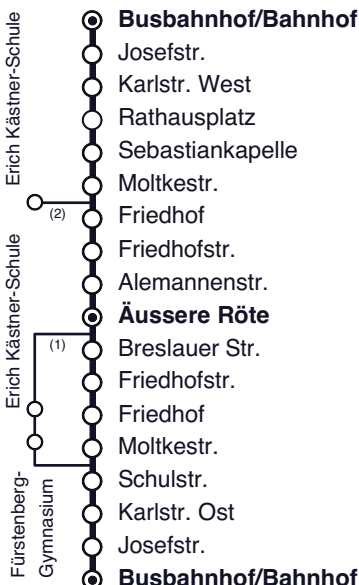 Busbahnhof/Bahnhof
Josefstr.
Karlstr. West
Rathausplatz
Sebastiankapelle
Moltkestr.
Friedhof
Friedhofstr.
Alemannenstr.
Äussere Röte
Breslauer Str.
Friedhofstr.
Friedhof
Moltkestr.
Schulstr.
Karlstr. Ost
Josefstr.
Busbahnhof/Bahnhof
Erich Kästner-Schule
(2)
Erich Kästner-Schule
(1)
Fürstenberg-
Gymnasium